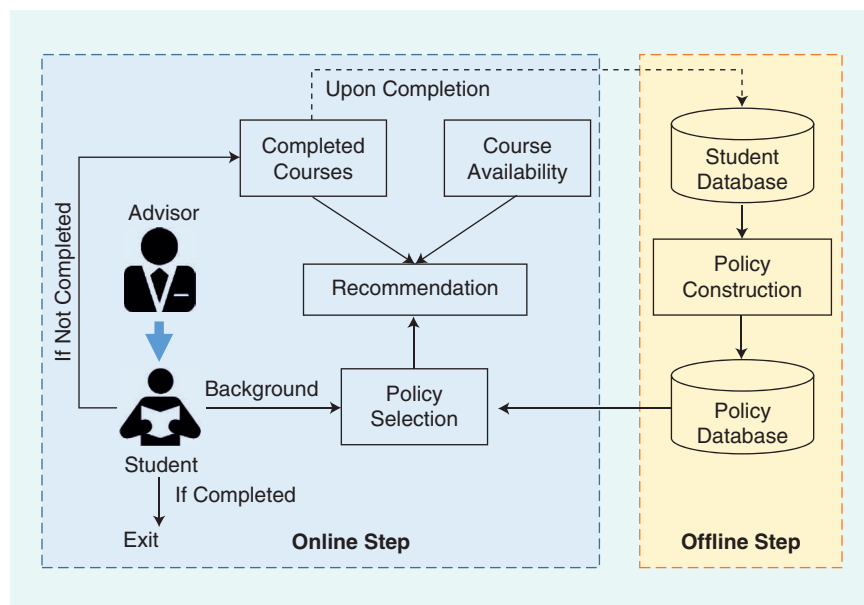 Upon Completion
Completed
Courses
Course
Availability
Student
Database
Advisor
If Not Completed
Recommendation
Policy
Construction
Background
Policy
Selection
Policy
Database
Student
If Completed
Exit
Online Step
Offline Step